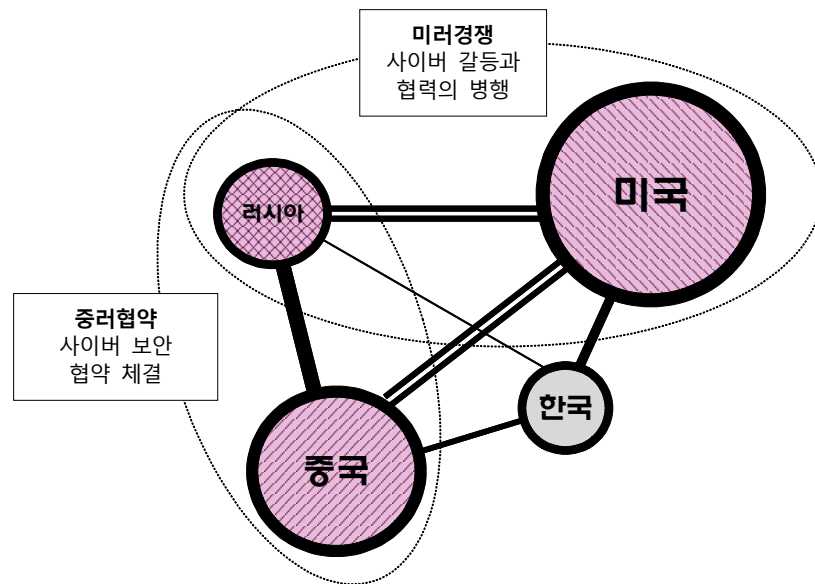 미러경쟁
사이버 갈등과
협력의 병행
미국
러시아
중러협약
사이버 보안
협약 체결
한국
중국